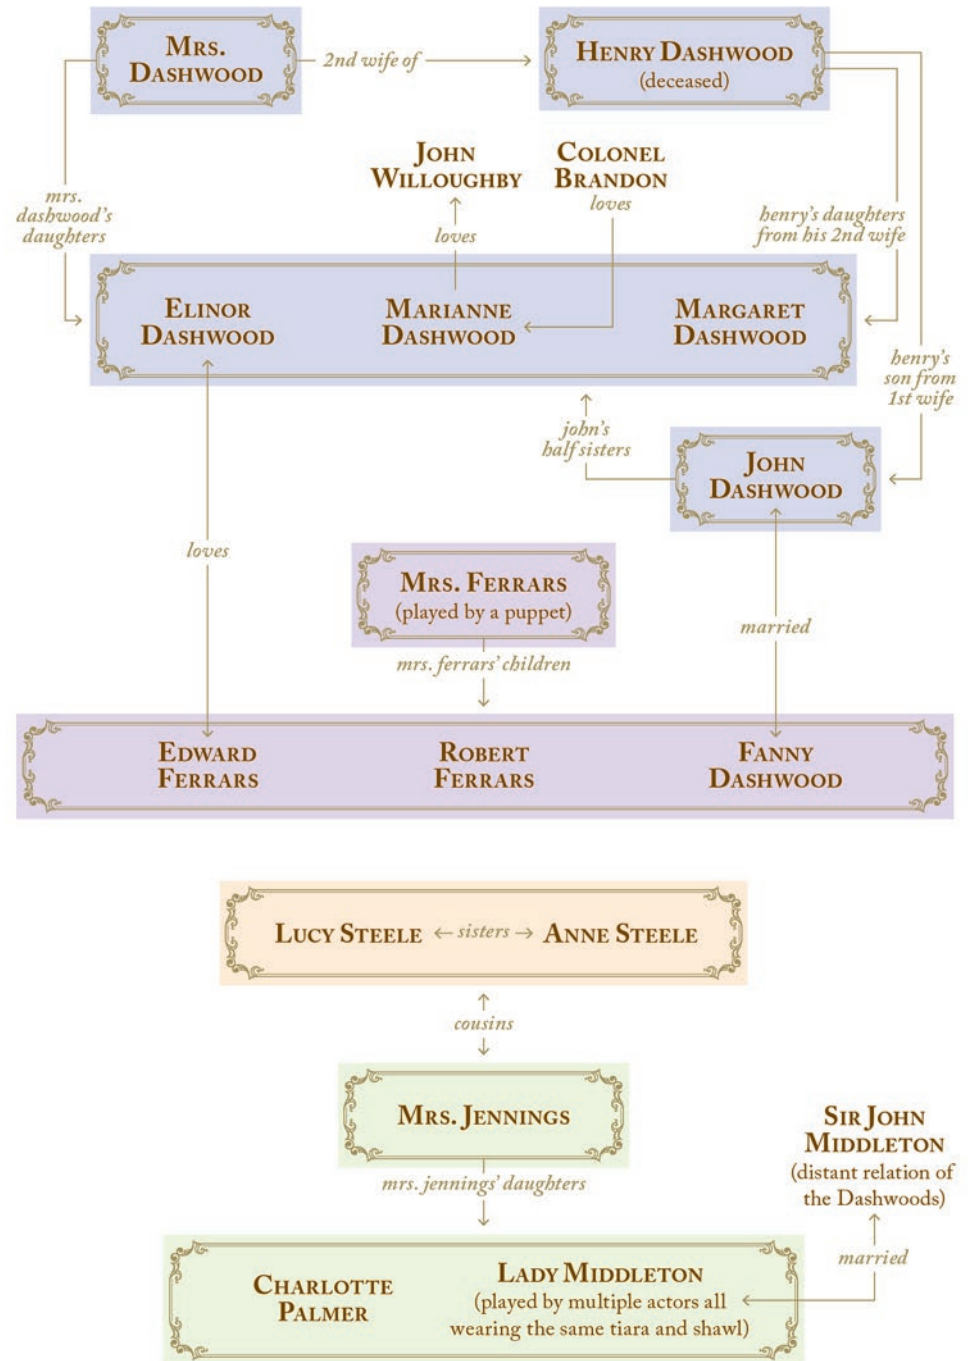 MRS.
DASHWOOD
2nd wife of
HENRY DASHWOOD
(deceased)
JOHN
WILLOUGHBY
COLONEL
BRANDON
mrs.
dashwood's
daughters
loves
loves
henry's daughters
from his 2nd wife
ELINOR
DASHWOOD
MARIANNE
DASHWOOD
MARGARET
DASHWOOD
henry's
son from
1st wife
john's
half sisters
JOHN
DASHWOOD
loves
MRS. FERRARS
(played by a puppet)
married
mrs. ferrars' children
EDWARD
FERRARS
ROBERT
FERRARS
FANNY
DASHWOOD
LUCY STEELE
sisters
ANNE STEELE
cousins
MRS. JENNINGS
mrs. jennings' daughters
SIR JOHN
MIDDLETON
(distant relation of
the Dashwoods)
married
CHARLOTTE
PALMER
LADY MIDDLETON
(played by multiple actors all
wearing the same tiara and shawl)